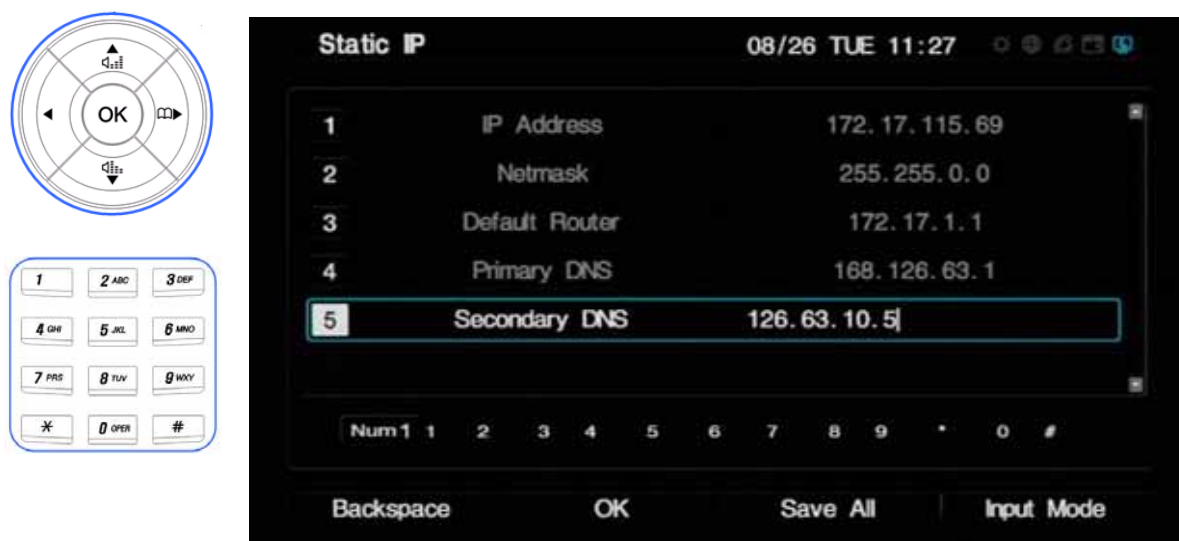 OK
1
2 ABC
3 DEF
4 GHI
5 JKL
6 MNO
7 PRS
8 TUV
9 WXY
*
0 OPER
#
Static IP 08/26 TUE 11:27
1 IP Address 172.17.115.69
2 Netmask 255.255.0.0
3 Default Router 172.17.1.1
4 Primary DNS 168.126.63.1
5 Secondary DNS 126.63.10.5
Num1 1 2 3 4 5 6 7 8 9 * 0 #
Backspace OK Save All Input Mode